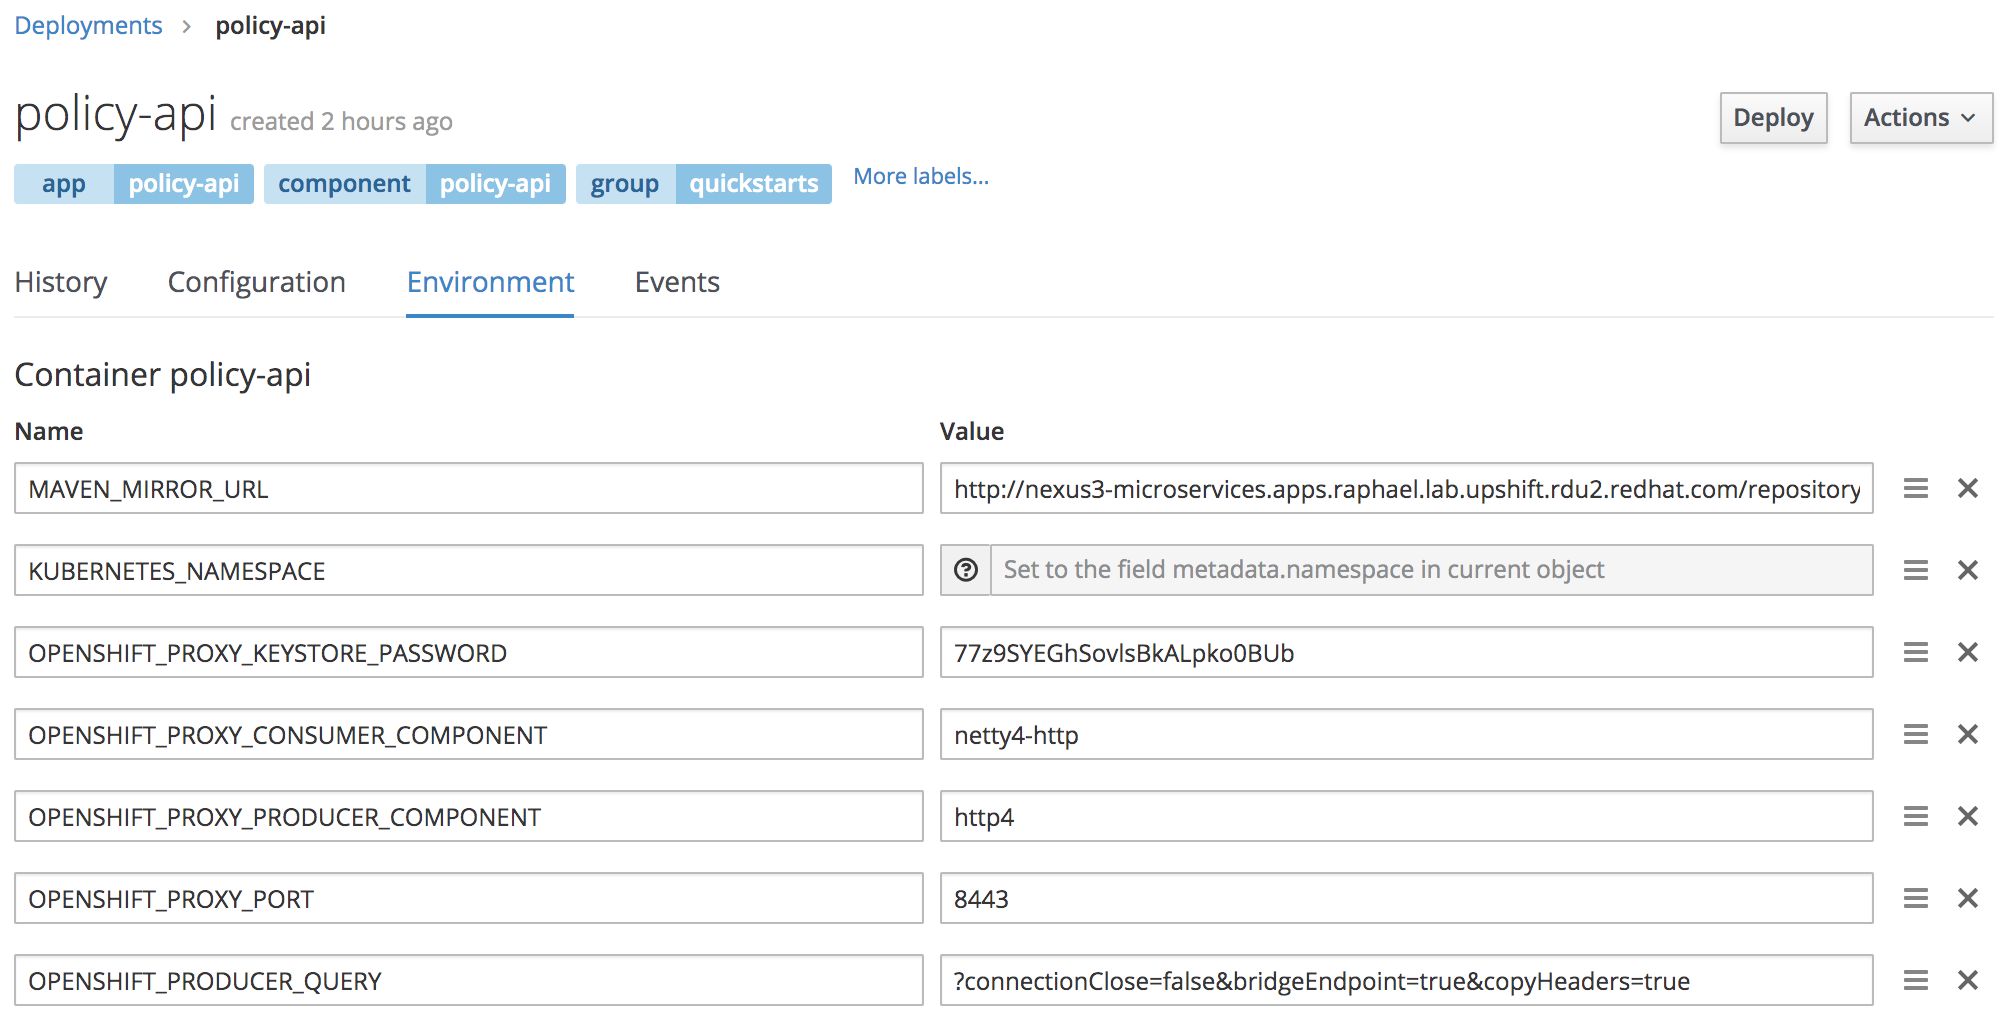 Deployments > policy-api
policy-api created 2 hours ago
Deploy
Actions
app policy-api component policy-api group quickstarts More labels...
History Configuration Environment Events
Container policy-api
Name Value
MAVEN_MIRROR_URL http://nexus3-microservices.apps.raphael.lab.upshift.rdu2.redhat.com/repository
KUBERNETES_NAMESPACE Set to the field metadata.namespace in current object
OPENSHIFT_PROXY_KEYSTORE_PASSWORD 77z9SYEGhSovlsBkALpko0BUb
OPENSHIFT_PROXY_CONSUMER_COMPONENT netty4-http
OPENSHIFT_PROXY_PRODUCER_COMPONENT http4
OPENSHIFT_PROXY_PORT 8443
OPENSHIFT_PRODUCER_QUERY ?connectionClose=false&bridgeEndpoint=true&copyHeaders=true